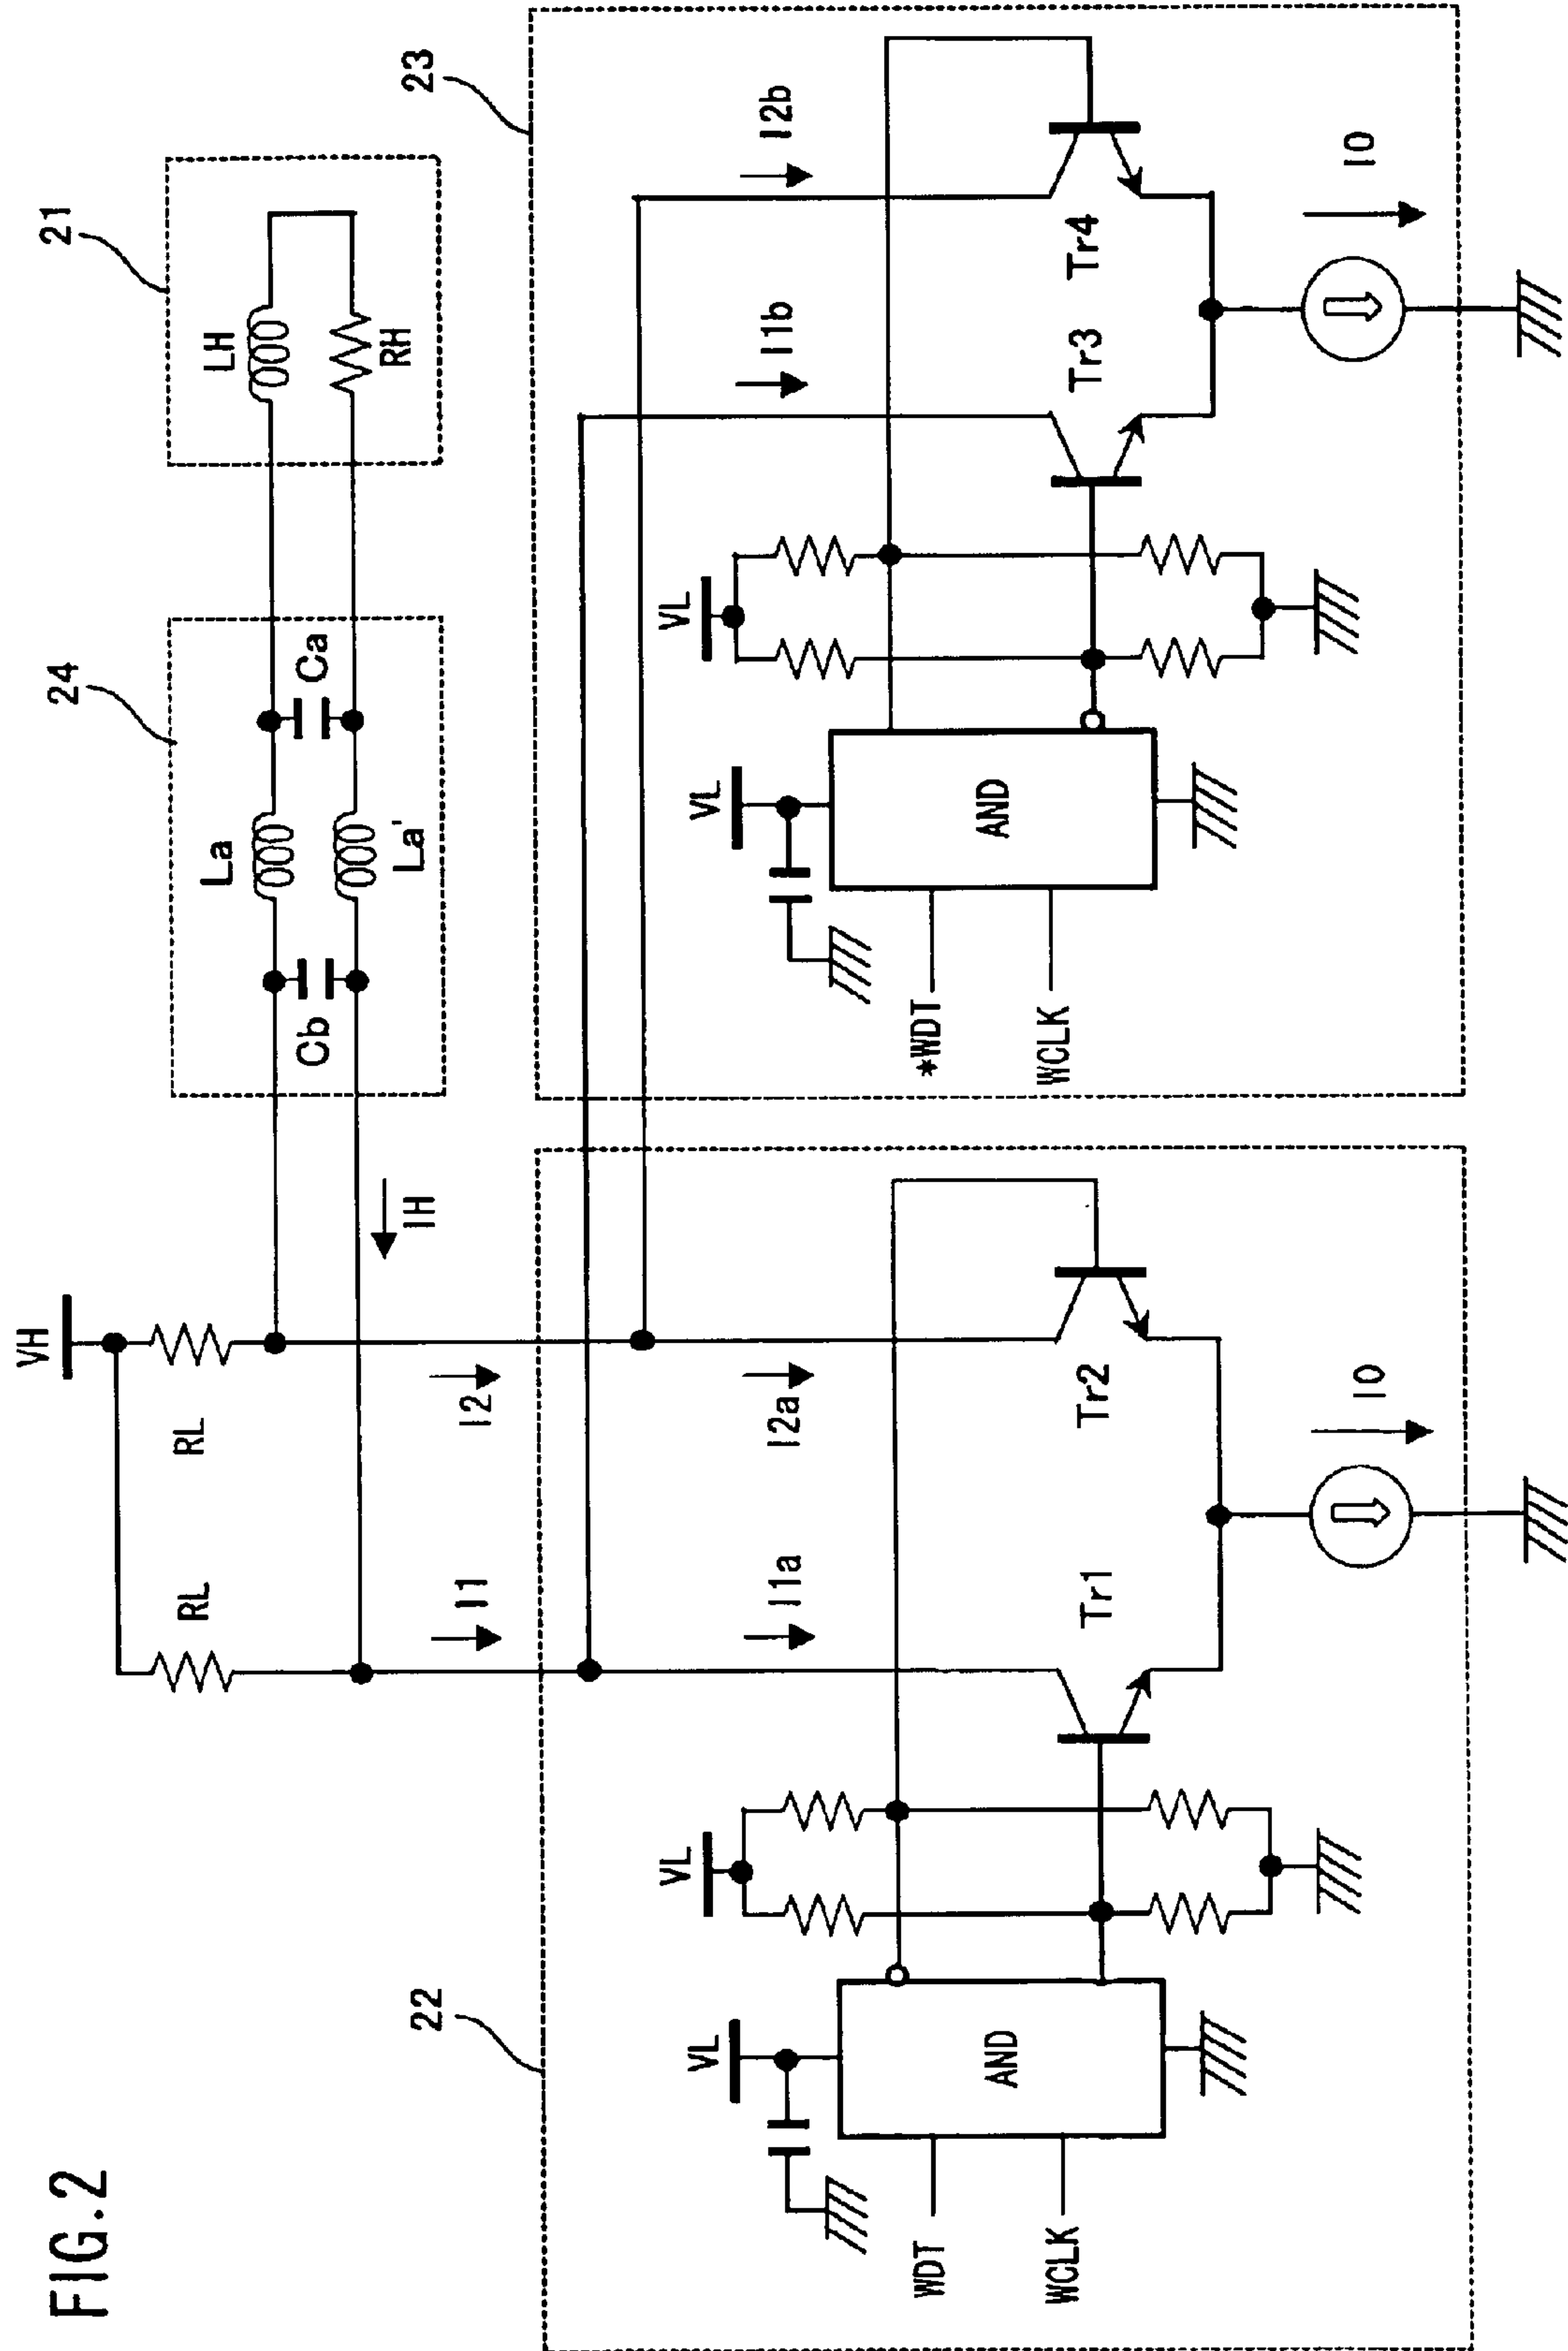 FIG.2
VH
RL
RL
I1
I2
IH
24
La
La'
Ca
Cb
21
LH
RH
22
VL
VL
AND
WDT
WCLK
I1a
I2a
Tr1
Tr2
I0
23
VL
VL
AND
*WDT
WCLK
I1b
I2b
Tr3
Tr4
I0